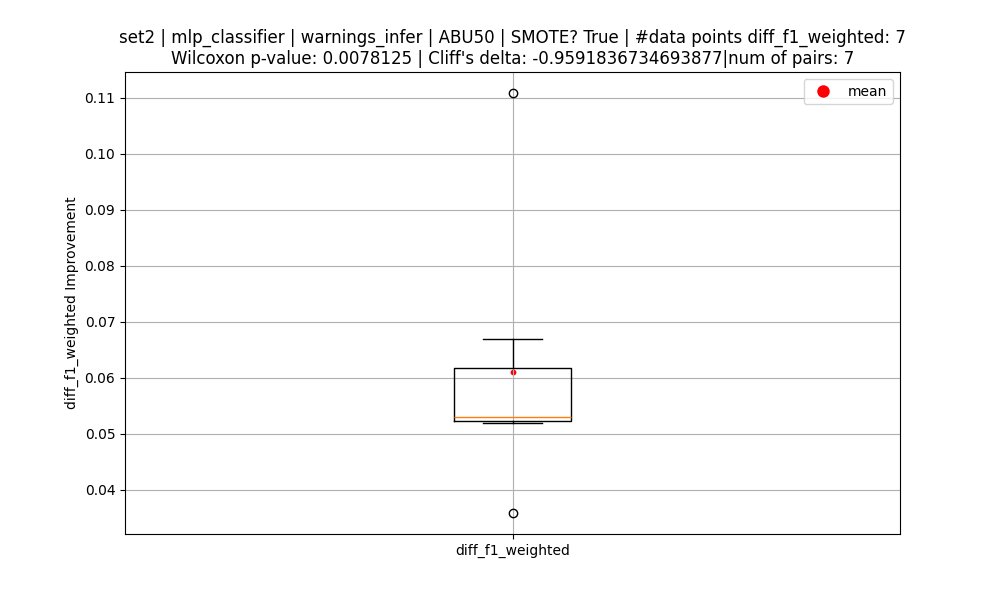 set2 | mlp_classifier | warnings_infer | ABU50 | SMOTE? True | #data points diff_f1_weighted: 7
Wilcoxon p-value: 0.0078125 | Cliff's delta: -0.9591836734693877|num of pairs: 7
mean
0.11
0.10
0.09
0.08
0.07
0.06
0.05
0.04
diff_f1_weighted Improvement
diff_f1_weighted